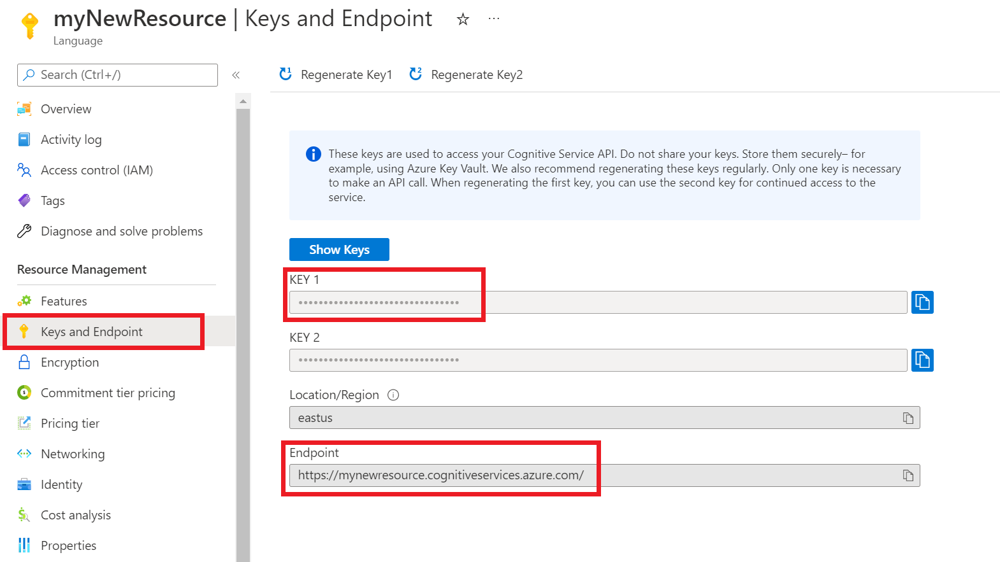 myNewResource | Keys and Endpoint ☆ ···
Language
Search (Ctrl+/) «
Regenerate Key1 Regenerate Key2
Overview
Activity log
Access control (IAM)
Tags
Diagnose and solve problems
Resource Management
Features
Keys and Endpoint
Encryption
Commitment tier pricing
Pricing tier
Networking
Identity
Cost analysis
Properties
These keys are used to access your Cognitive Service API. Do not share your keys. Store them securely– for
example, using Azure Key Vault. We also recommend regenerating these keys regularly. Only one key is necessary
to make an API call. When regenerating the first key, you can use the second key for continued access to the
service.
Show Keys
KEY 1
••••••••••••••••••••••••••••••••
KEY 2
••••••••••••••••••••••••••••••••
Location/Region
eastus
Endpoint
https://mynewresource.cognitiveservices.azure.com/